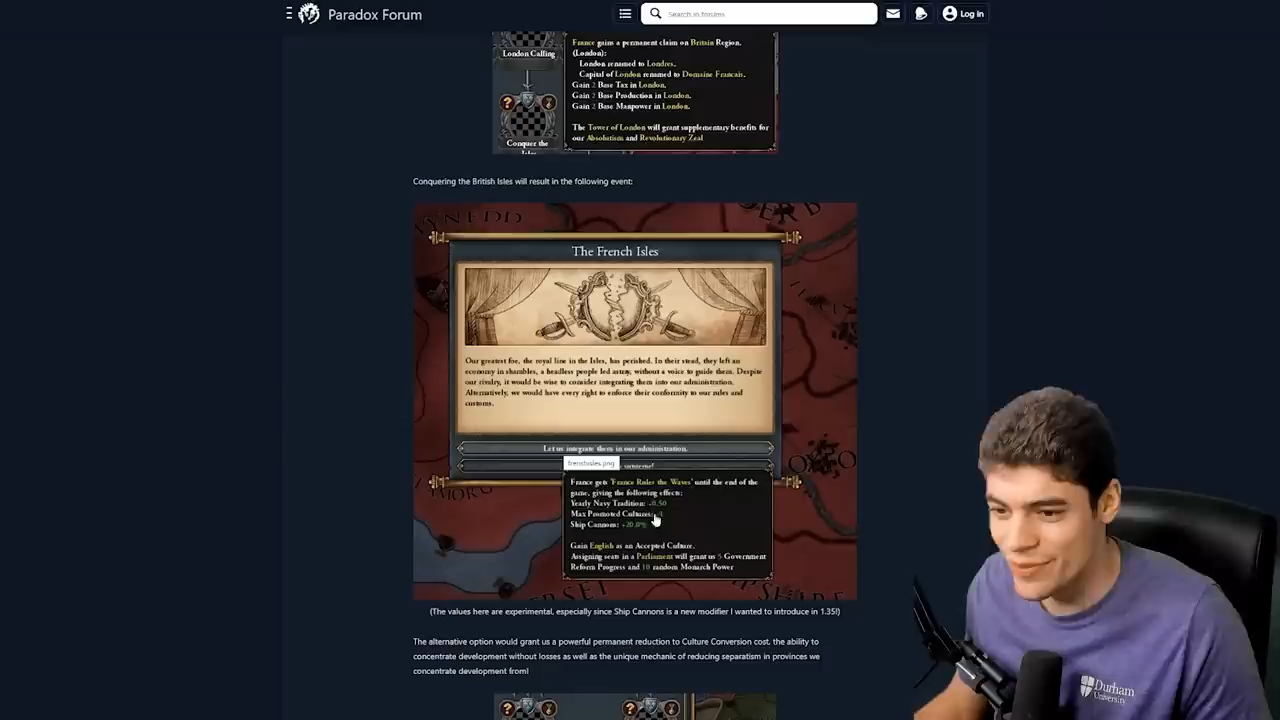 Paradox Forum
Search in forums
Log in
London Calling
Conquer the
France gains a permanent claim on Britain Region.
(London):
London renamed to Londres.
Capital of London renamed to Domaine Francais.
Gain 2 Base Tax in London.
Gain 2 Base Production in London.
Gain 2 Base Manpower in London.
The Tower of London will grant supplementary benefits for
our Absolutism and Revolutionary Zeal
Conquering the British Isles will result in the following event:
The French Isles
Our greatest foe, the royal line in the Isles, has perished. In their stead, they left an
economy in shambles, a headless people led astray, without a voice to guide them. Despite
our rivalry, it would be wise to consider integrating them into our administration.
Alternatively, we would have every right to enforce their conformity to our rules and
customs.
Let us integrate them in our administration.
frenchisles.png
supreme!
France gets 'France Rules the Waves' until the end of the
game, giving the following effects:
Yearly Navy Tradition: +0.50
Max Promoted Cultures:
Ship Cannons: +20.0%
Gain English as an Accepted Culture.
Assigning seats in a Parliament will grant us 5 Government
Reform Progress and 10 random Monarch Power
(The values here are experimental, especially since Ship Cannons is a new modifier I wanted to introduce in 1.35!)
The alternative option would grant us a powerful permanent reduction to Culture Conversion cost, the ability to
concentrate development without losses as well as the unique mechanic of reducing separatism in provinces we
concentrate development from!
Durham
University